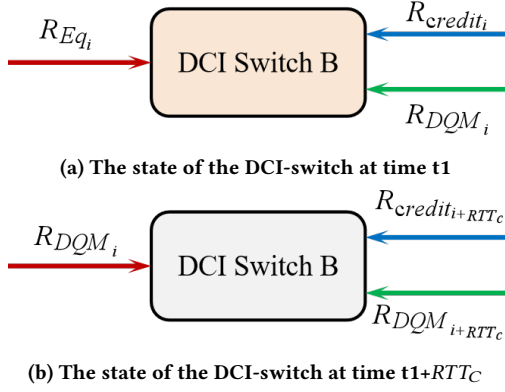 R_{Eq_i} DCI Switch B R_{credit_i}
R_{DQM_i}
(a) The state of the DCI-switch at time t1
R_{DQM_i} DCI Switch B R_{credit_{i+RTT_c}}
R_{DQM_{i+RTT_c}}
(b) The state of the DCI-switch at time t1+RTT_C